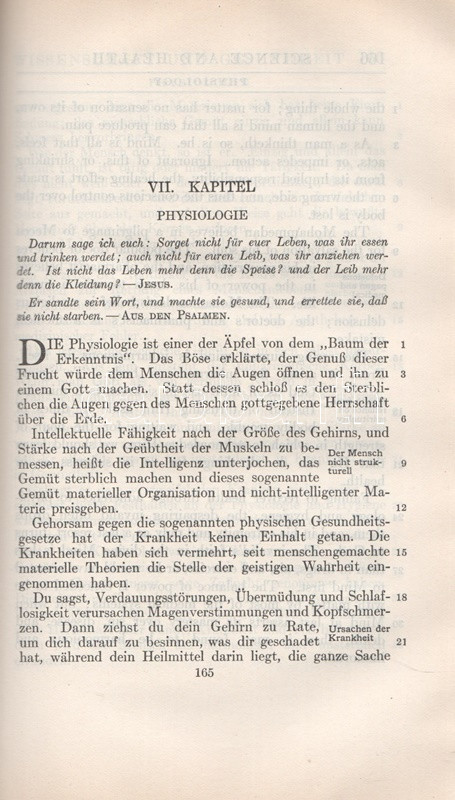 VII. KAPITEL
PHYSIOLOGIE
Darum sage ich euch: Sorget nicht für euer Leben, was ihr essen
und trinken werdet; auch nicht für euren Leib, was ihr anziehen wer-
det. Ist nicht das Leben mehr denn die Speise? und der Leib mehr
denn die Kleidung? — JESUS.
Er sandte sein Wort, und machte sie gesund, und errettete sie, daß
sie nicht starben. — AUS DEN PSALMEN.
DIE Physiologie ist einer der Äpfel von dem „Baum der 1
Erkenntnis“. Das Böse erklärte, der Genuß dieser
Frucht würde dem Menschen die Augen öffnen und ihn zu 3
einem Gott machen. Statt dessen schloß es den Sterbli-
chen die Augen gegen des Menschen gottgegebene Herrschaft
über die Erde. 6
Intellektuelle Fähigkeit nach der Größe des Gehirns, und
Stärke nach der Geübtheit der Muskeln zu be-
messen, heißt die Intelligenz unterjochen, das 9
Gemüt sterblich machen und dieses sogenannte
Der Mensch
nicht struk-
turell
Gemüt materieller Organisation und nicht-intelligenter Ma-
terie preisgeben. 12
Gehorsam gegen die sogenannten physischen Gesundheits-
gesetze hat der Krankheit keinen Einhalt getan. Die
Krankheiten haben sich vermehrt, seit menschengemachte 15
materielle Theorien die Stelle der geistigen Wahrheit ein-
genommen haben.
Du sagst, Verdauungsstörungen, Übermüdung und Schlaf- 18
losigkeit verursachen Magenverstimmungen und Kopfschmer-
zen. Dann ziehst du dein Gehirn zu Rate,
um dich darauf zu besinnen, was dir geschadet 21
Ursachen der
Krankheit
hat, während dein Heilmittel darin liegt, die ganze Sache
165